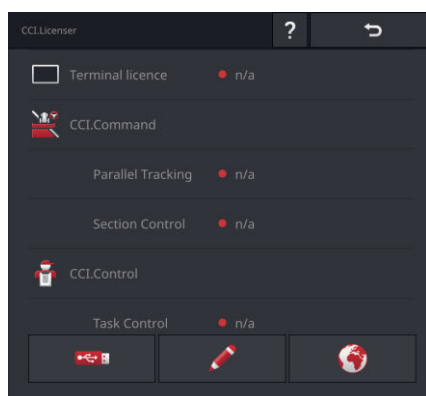 CCI.Licenser ?
Terminal licence n/a
CCI.Command
Parallel Tracking n/a
Section Control n/a
CCI.Control
Task Control n/a